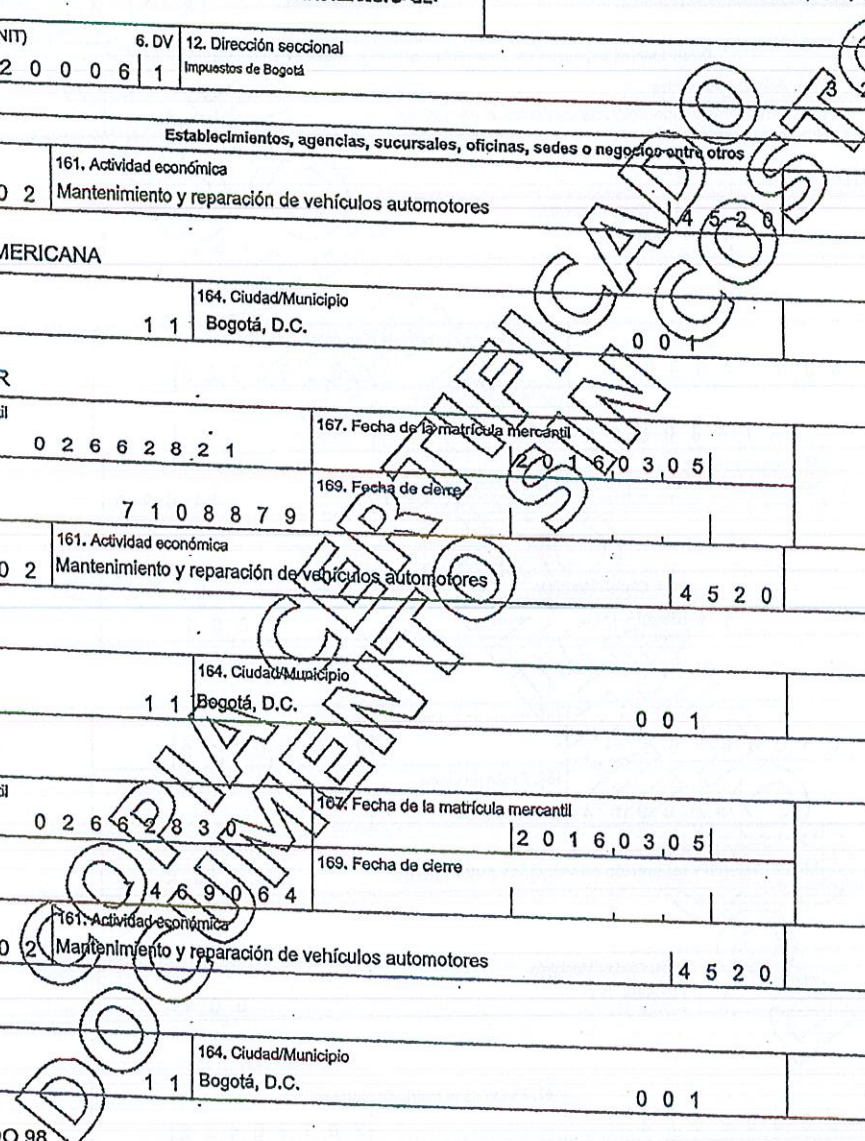 NIT) 6. DV 12. Dirección seccional
2 0 0 0 6 1 Impuestos de Bogotá
3 2
Establecimientos, agencias, sucursales, oficinas, sedes o negocios entre otros
161. Actividad económica
0 2 Mantenimiento y reparación de vehículos automotores 4 5 2 0
MERICANA
164. Ciudad/Municipio
1 1 Bogotá, D.C. 0 0 1
R
il 167. Fecha de la matrícula mercantil
0 2 6 6 2 8 2 1 2 0 1 6 0 3 0 5
169. Fecha de cierre
7 1 0 8 8 7 9
161. Actividad económica
0 2 Mantenimiento y reparación de vehículos automotores 4 5 2 0
164. Ciudad/Municipio
1 1 Bogotá, D.C. 0 0 1
il 167. Fecha de la matrícula mercantil
0 2 6 6 2 8 3 0 2 0 1 6 0 3 0 5
169. Fecha de cierre
7 4 6 9 0 6 4
161. Actividad económica
0 2 Mantenimiento y reparación de vehículos automotores 4 5 2 0
164. Ciudad/Municipio
1 1 Bogotá, D.C. 0 0 1
DO 98
COPIA CERTIFICADO
DOCUMENTO SIN COSTO